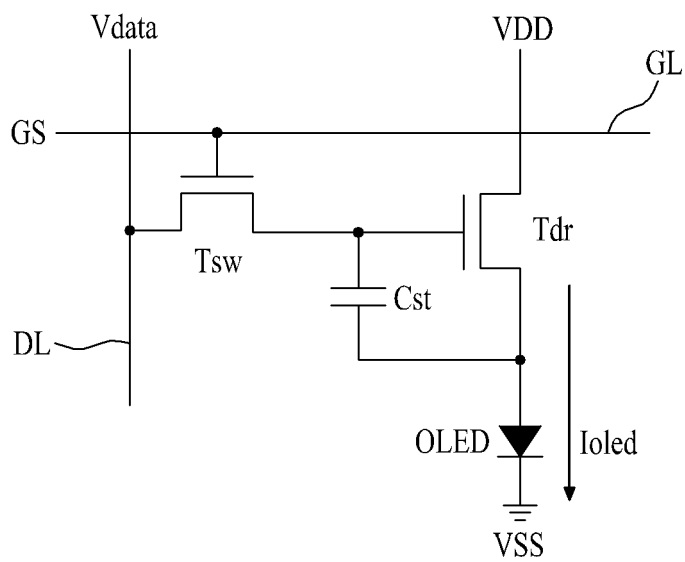 Vdata
VDD
GL
GS
Tdr
Tsw
Cst
DL
OLED
Ioled
VSS